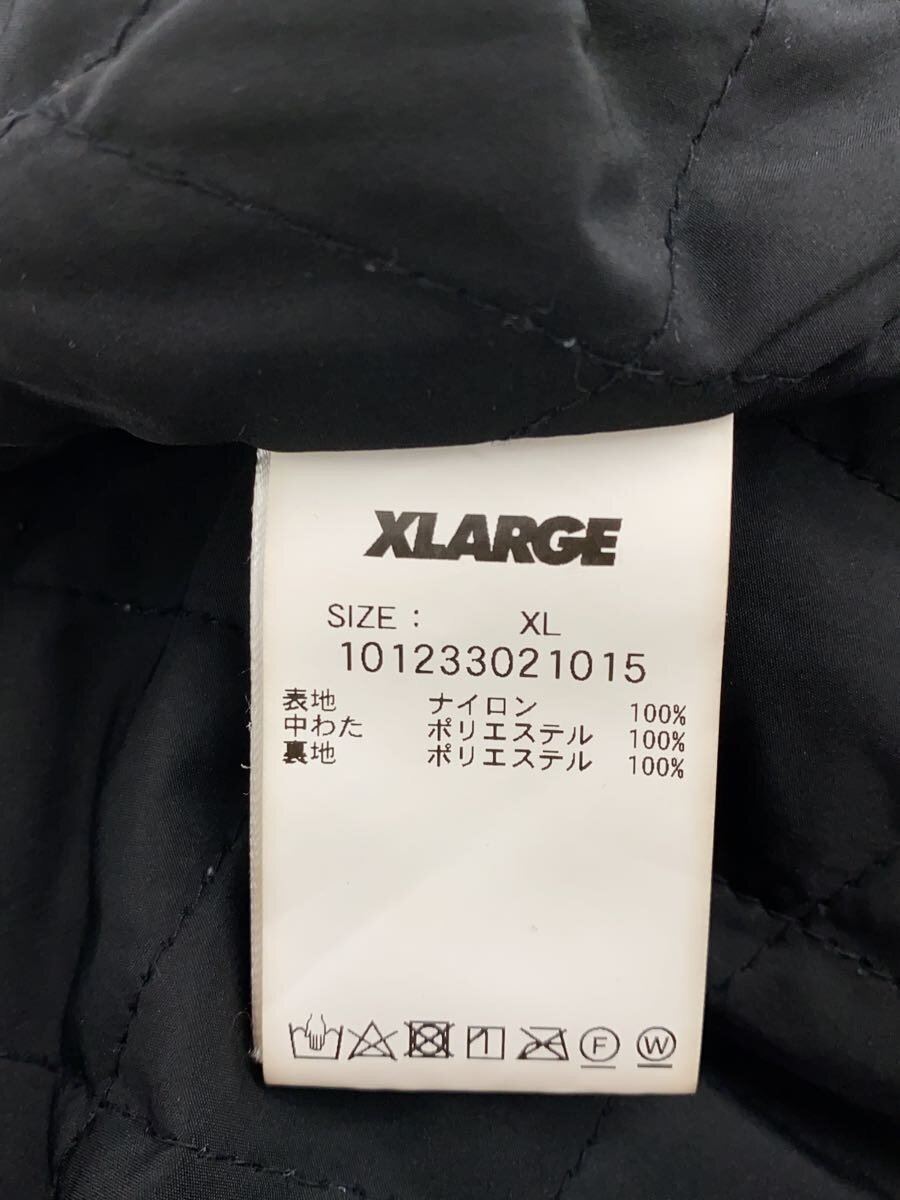 XLARGE
SIZE : XL
101233021015
表地 ナイロン 100%
中わた ポリエステル 100%
裏地 ポリエステル 100%
F W